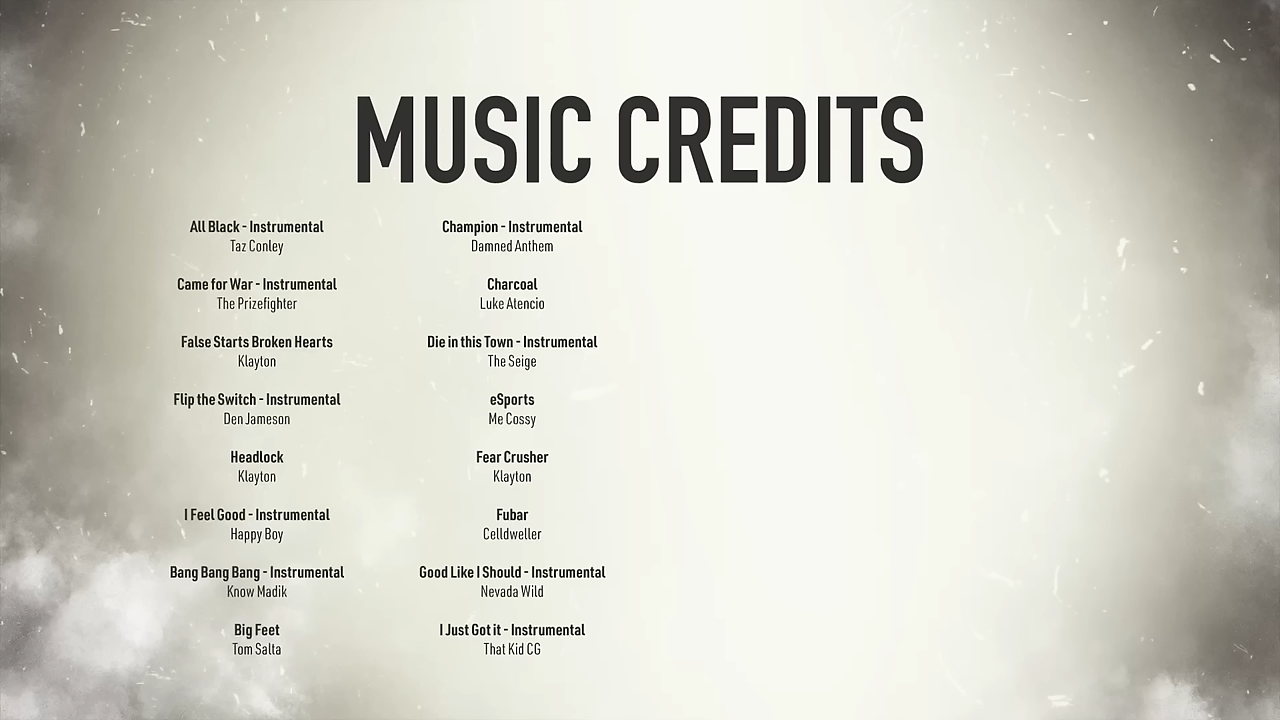 MUSIC CREDITS
All Black - Instrumental
Taz Conley
Came for War - Instrumental
The Prizefighter
False Starts Broken Hearts
Klayton
Flip the Switch - Instrumental
Den Jameson
Headlock
Klayton
I Feel Good - Instrumental
Happy Boy
Bang Bang Bang - Instrumental
Know Madik
Big Feet
Tom Salta
Champion - Instrumental
Damned Anthem
Charcoal
Luke Atencio
Die in this Town - Instrumental
The Seige
eSports
Me Cossy
Fear Crusher
Klayton
Fubar
Celldweller
Good Like I Should - Instrumental
Nevada Wild
I Just Got it - Instrumental
That Kid CG